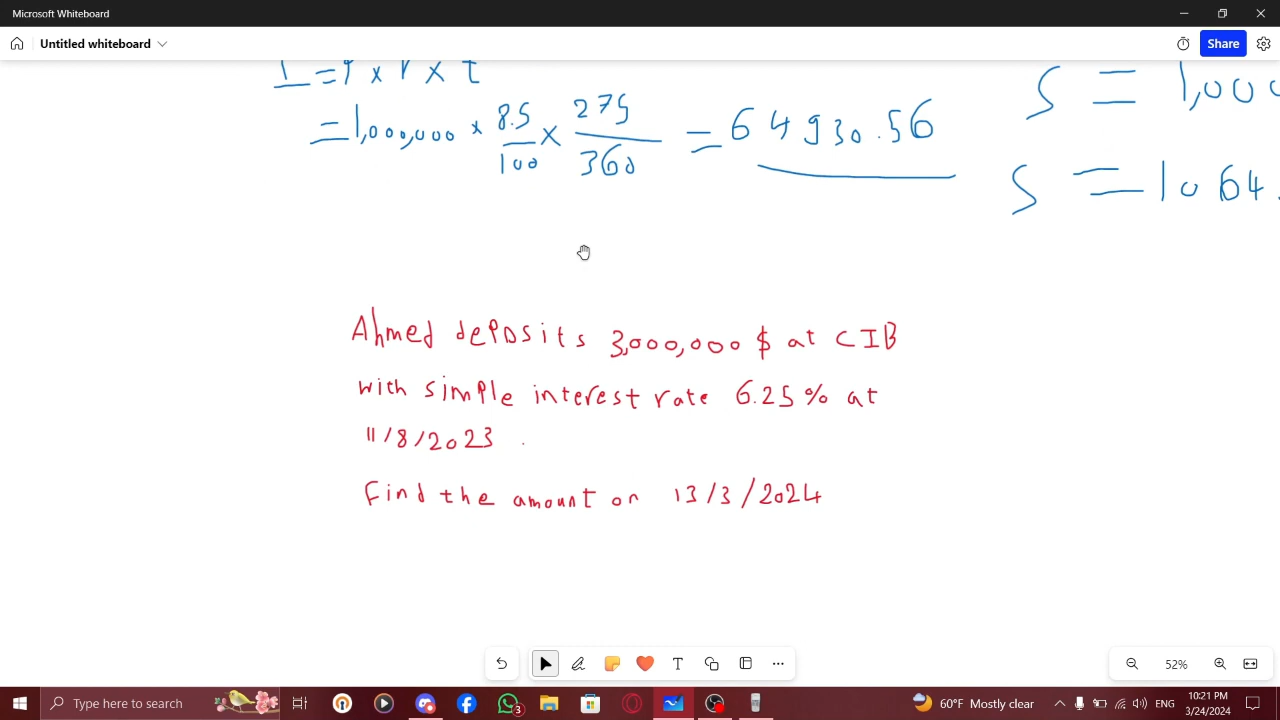 Microsoft Whiteboard
Untitled whiteboard
Share
I = P x r x t
= 1,000,000 x 8.5/100 x 275/360 = 64930.56
S = 1,000
S = 1064.
Ahmed deposits 3,000,000 $ at CIB
with simple interest rate 6.25 % at
11/8/2023 .
Find the amount on 13/3/2024
52%
Type here to search
3
60°F Mostly clear
ENG
10:21 PM
3/24/2024